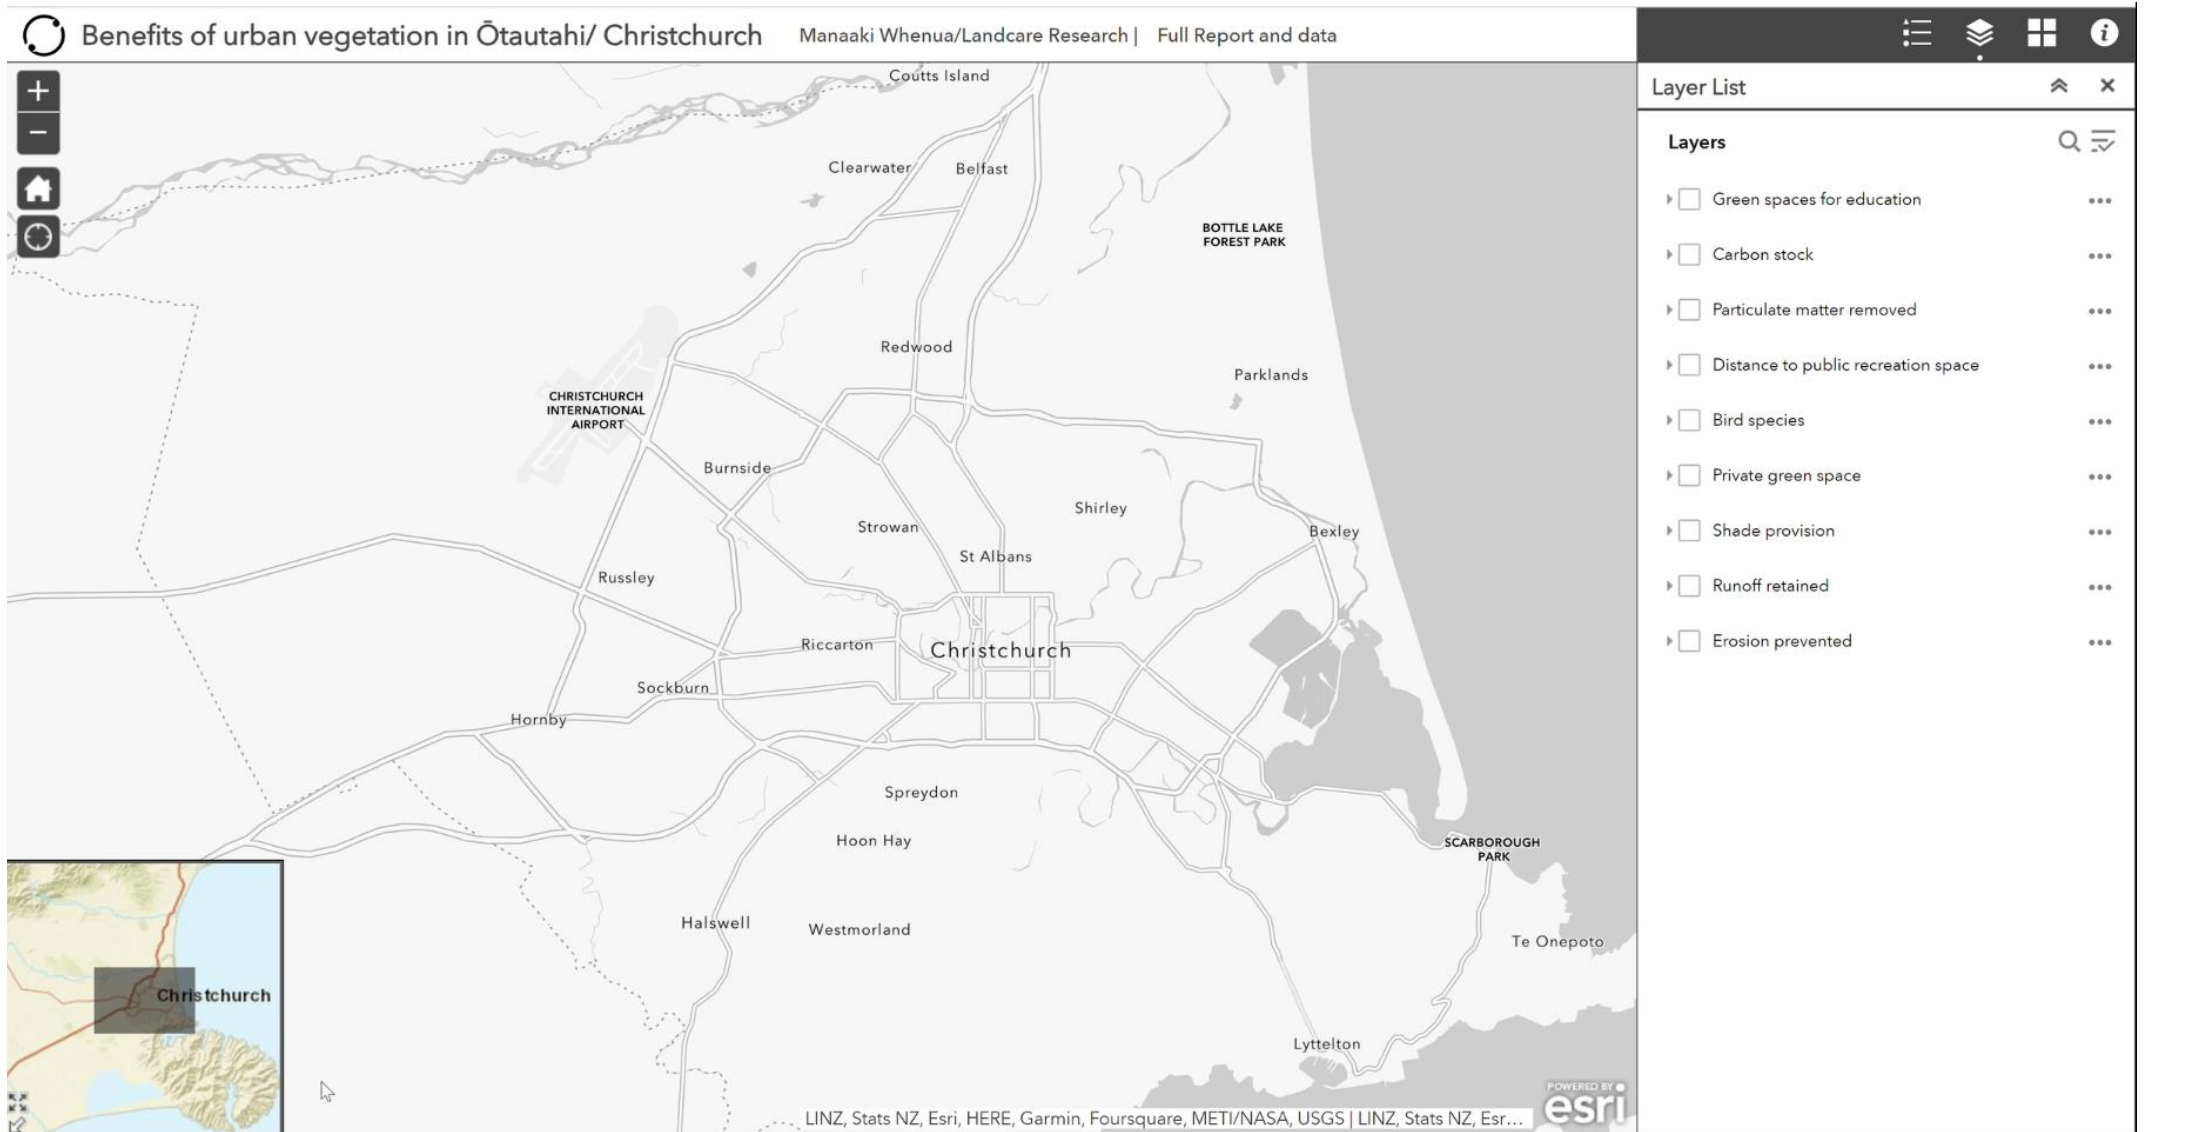 Benefits of urban vegetation in Ōtautahi/ Christchurch
Manaaki Whenua/Landcare Research | Full Report and data
Layer List
Layers
Green spaces for education
Carbon stock
Particulate matter removed
Distance to public recreation space
Bird species
Private green space
Shade provision
Runoff retained
Erosion prevented
Coutts Island
Clearwater
Belfast
BOTTLE LAKE
FOREST PARK
Redwood
Parklands
CHRISTCHURCH
INTERNATIONAL
AIRPORT
Burnside
Shirley
Strowan
Bexley
St Albans
Russley
Riccarton
Christchurch
Sockburn
Hornby
Spreydon
Hoon Hay
SCARBOROUGH
PARK
Halswell
Westmorland
Te Onepoto
Christchurch
Lyttelton
POWERED BY
esri
LINZ, Stats NZ, Esri, HERE, Garmin, Foursquare, METI/NASA, USGS | LINZ, Stats NZ, Esr...